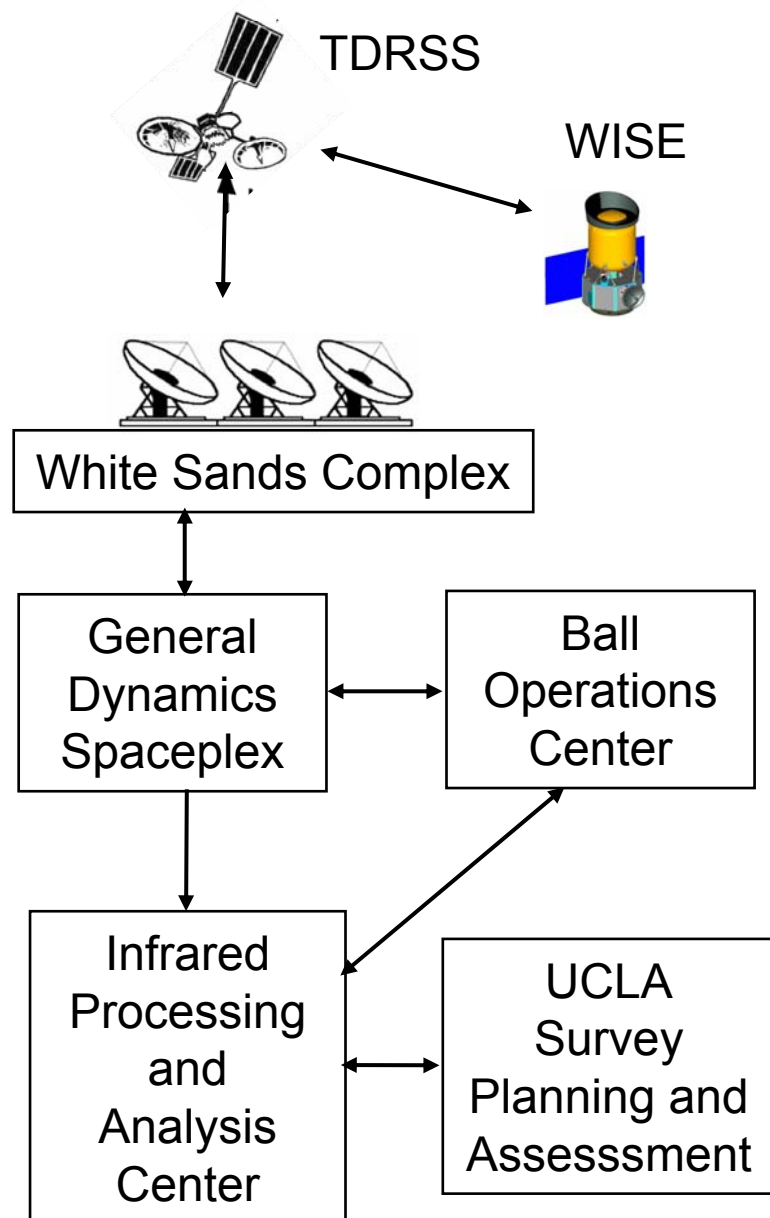 TDRSS
WISE
White Sands Complex
General
Dynamics
Spaceplex
Ball
Operations
Center
Infrared
Processing
and
Analysis
Center
UCLA
Survey
Planning and
Assesssment